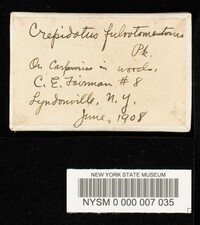 Crepidotus fulvotomentosus
Pk.
On Carpinus in woods,
C. E. Fairman # 8
Lyndonville, N. Y.
June, 1908
NEW YORK STATE MUSEUM
NYSM 0 000 007 035